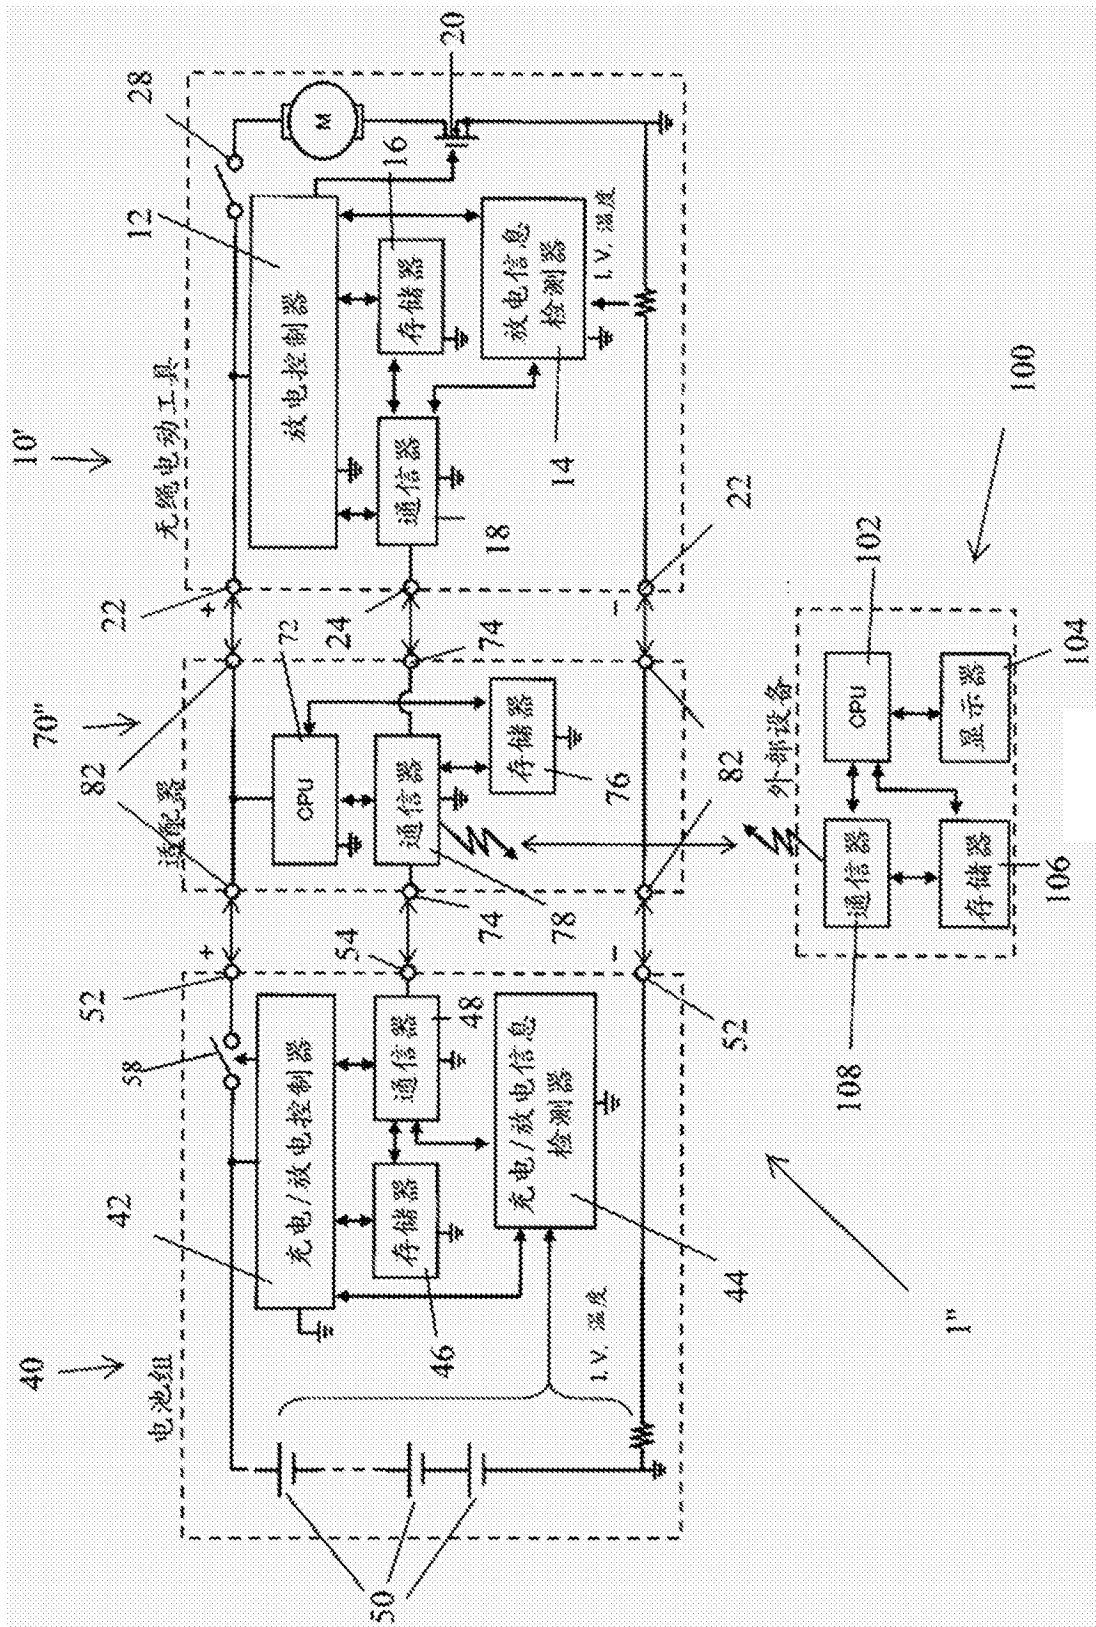 40
电池组
50
42
充电/放电控制器
58
52
+
46
存储器
48
通信器
54
44
充电/放电信息
检测器
I.V. 温度
−
52
70"
适配器
82
72
CPU
74
通信器
78
存储器
76
74
82
10'
无绳电动工具
22
+
12
放电控制器
28
M
20
24
18
通信器
16
存储器
14
放电信息
检测器
I.V. 温度
−
22
1"
100
外部设备
108
通信器
102
CPU
106
存储器
104
显示器